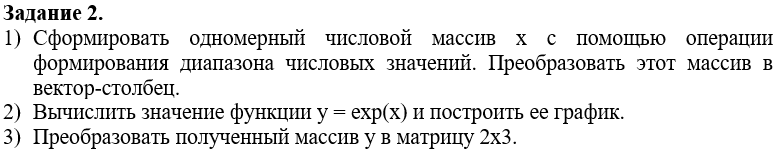 Задание 2.
1) Сформировать одномерный числовой массив x с помощью операции
формирования диапазона числовых значений. Преобразовать этот массив в
вектор-столбец.
2) Вычислить значение функции y = exp(x) и построить ее график.
3) Преобразовать полученный массив y в матрицу 2x3.